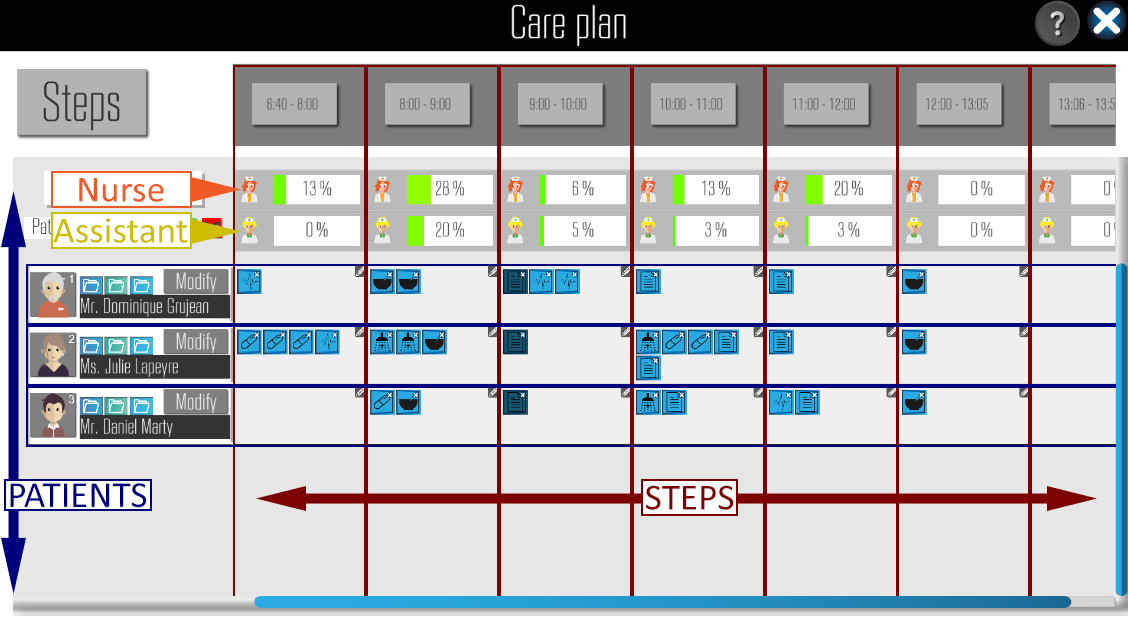 Care plan
?
Steps
6:40 - 8:00
8:00 - 9:00
9:00 - 10:00
10:00 - 11:00
11:00 - 12:00
12:00 - 13:05
13:06 - 13:5
Nurse
13 %
28 %
6 %
13 %
20 %
0 %
0
Pat
Assistant
0 %
20 %
5 %
3 %
3 %
0 %
0
1
Modify
Mr. Dominique Grujean
2
Modify
Ms. Julie Lapeyre
3
Modify
Mr. Daniel Marty
PATIENTS
STEPS